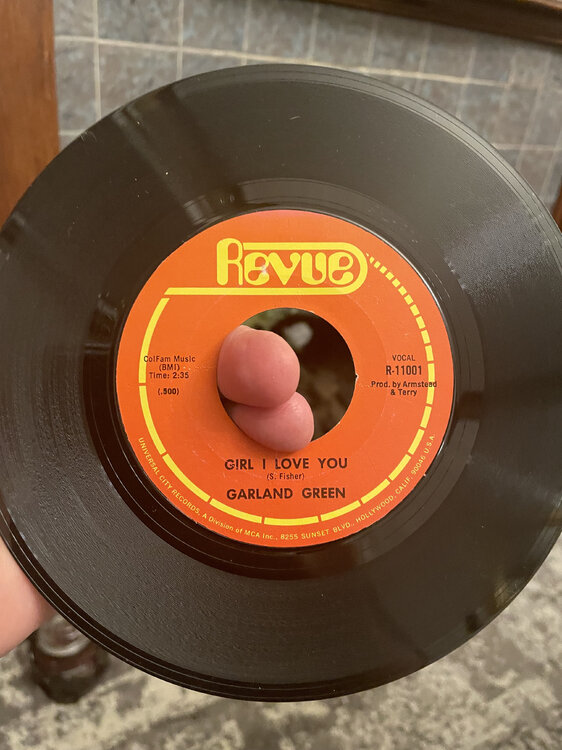 Revue
ColFam Music
(BMI)
Time: 2:35
(.500)
VOCAL
R-11001
Prod. by Armstead
& Terry
GIRL I LOVE YOU
(S. Fisher)
GARLAND GREEN
UNIVERSAL CITY RECORDS, A Division of MCA Inc., 8255 SUNSET BLVD., HOLLYWOOD, CALIF. 90046 U.S.A.